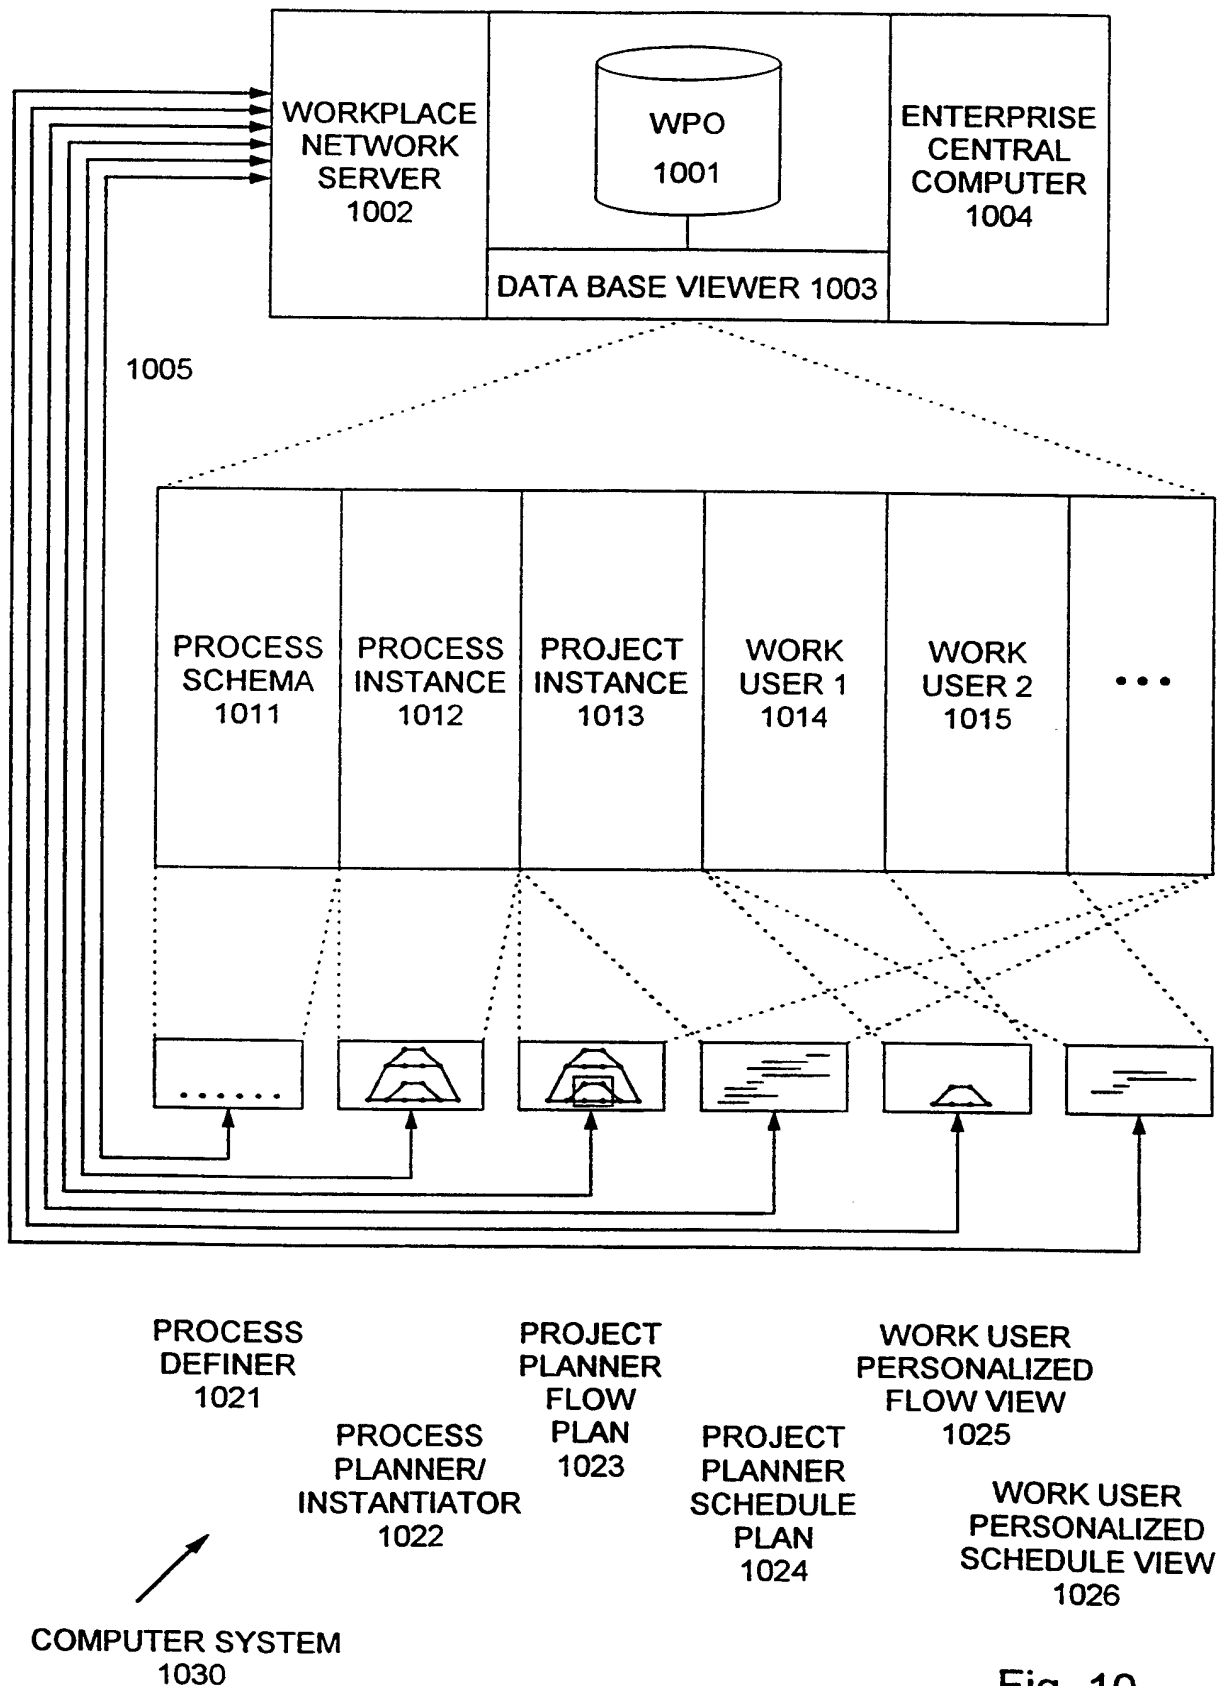 WORKPLACE
NETWORK
SERVER
1002
WPO
1001
ENTERPRISE
CENTRAL
COMPUTER
1004
DATA BASE VIEWER 1003
1005
PROCESS
SCHEMA
1011
PROCESS
INSTANCE
1012
PROJECT
INSTANCE
1013
WORK
USER 1
1014
WORK
USER 2
1015
•••
PROCESS
DEFINER
1021
PROCESS
PLANNER/
INSTANTIATOR
1022
PROJECT
PLANNER
FLOW
PLAN
1023
PROJECT
PLANNER
SCHEDULE
PLAN
1024
WORK USER
PERSONALIZED
FLOW VIEW
1025
WORK USER
PERSONALIZED
SCHEDULE VIEW
1026
COMPUTER SYSTEM
1030
Fig. 10